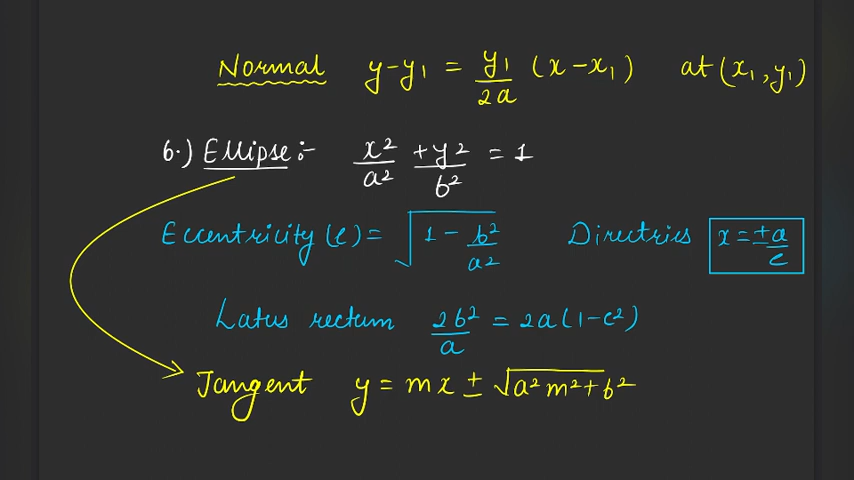 Normal y-y₁ = y₁/2a (x-x₁) at (x₁,y₁)
6.) Ellipse:- x²/a² + y²/b² = 1
Eccentricity (e) = √(1 - b²/a²) Directrics x = ±a/e
Latus rectum 2b²/a = 2a(1-e²)
Tangent y = mx ± √(a²m²+b²)